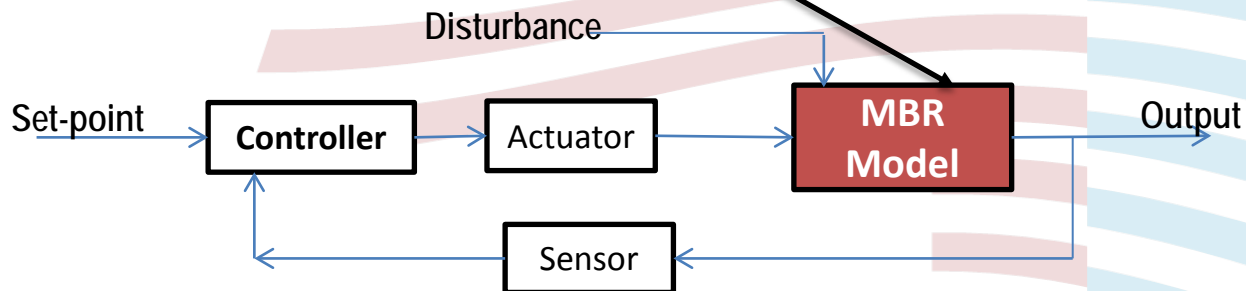 Disturbance
Set-point
Controller
Actuator
MBR
Model
Output
Sensor